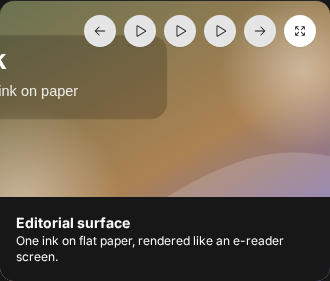 k
ink on paper
Editorial surface
One ink on flat paper, rendered like an e-reader
screen.